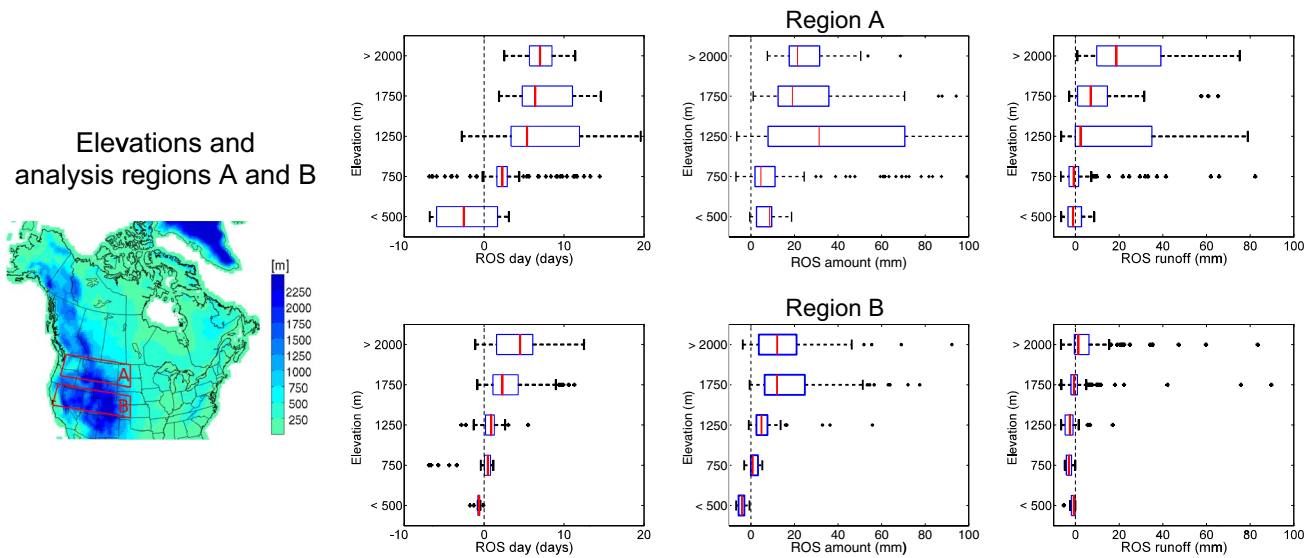 Elevations and
analysis regions A and B
[m]
2250
2000
1750
1500
1250
1000
750
500
250
A
B
Region A
> 2000
1750
1250
750
< 500
Elevation (m)
-10 0 10 20
ROS day (days)
> 2000
1750
1250
750
< 500
Elevation (m)
0 20 40 60 80 100
ROS amount (mm)
> 2000
1750
1250
750
< 500
Elevation (m)
0 20 40 60 80 100
ROS runoff (mm)
Region B
> 2000
1750
1250
750
< 500
Elevation (m)
-10 0 10 20
ROS day (days)
> 2000
1750
1250
750
< 500
Elevation (m)
0 20 40 60 80 100
ROS amount (mm)
> 2000
1750
1250
750
< 500
Elevation (m)
0 20 40 60 80 100
ROS runoff (mm)